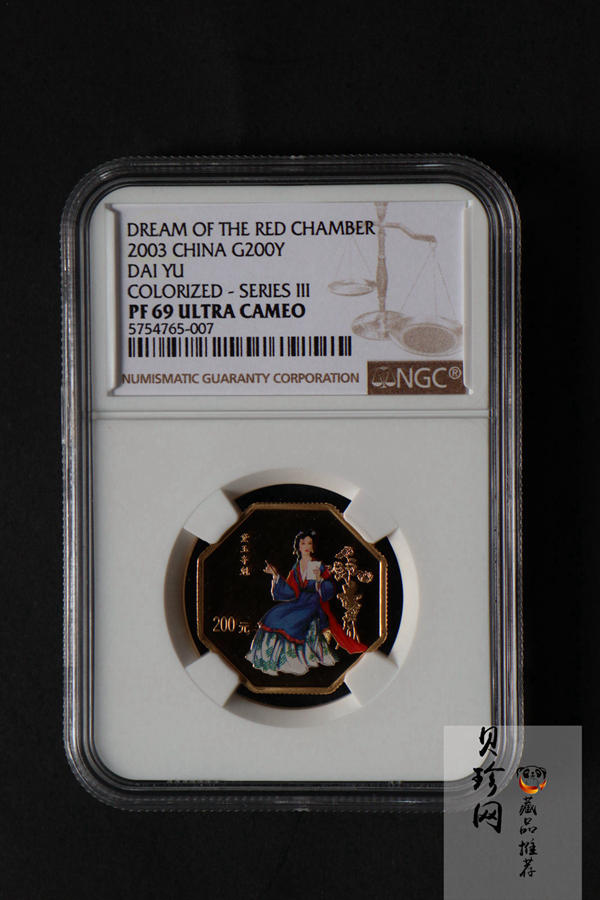 DREAM OF THE RED CHAMBER
2003 CHINA G200Y
DAI YU
COLORIZED - SERIES III
PF 69 ULTRA CAMEO
5754765-007
NUMISMATIC GUARANTY CORPORATION
NGC®
200元
贝珍网
藏品推荐